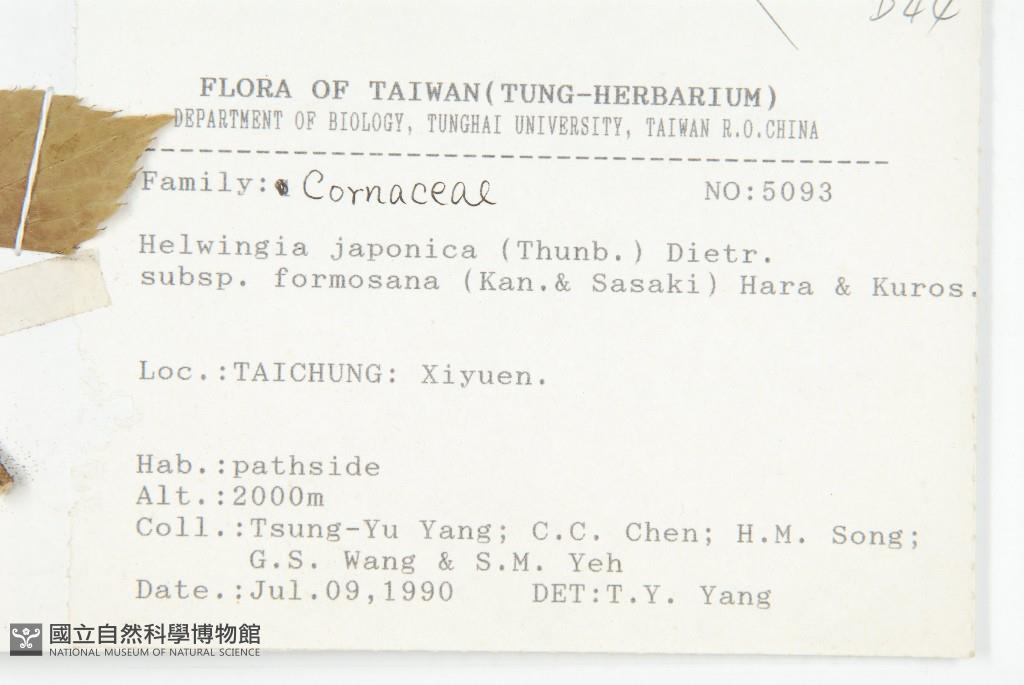 D44
FLORA OF TAIWAN(TUNG-HERBARIUM)
DEPARTMENT OF BIOLOGY, TUNGHAI UNIVERSITY, TAIWAN R.O.CHINA
Family: Cornaceae NO:5093
Helwingia japonica (Thunb.) Dietr.
subsp. formosana (Kan.& Sasaki) Hara & Kuros.
Loc.:TAICHUNG: Xiyuen.
Hab.:pathside
Alt.:2000m
Coll.:Tsung-Yu Yang; C.C. Chen; H.M. Song;
G.S. Wang & S.M. Yeh
Date.:Jul.09,1990 DET:T.Y. Yang
國立自然科學博物館
NATIONAL MUSEUM OF NATURAL SCIENCE